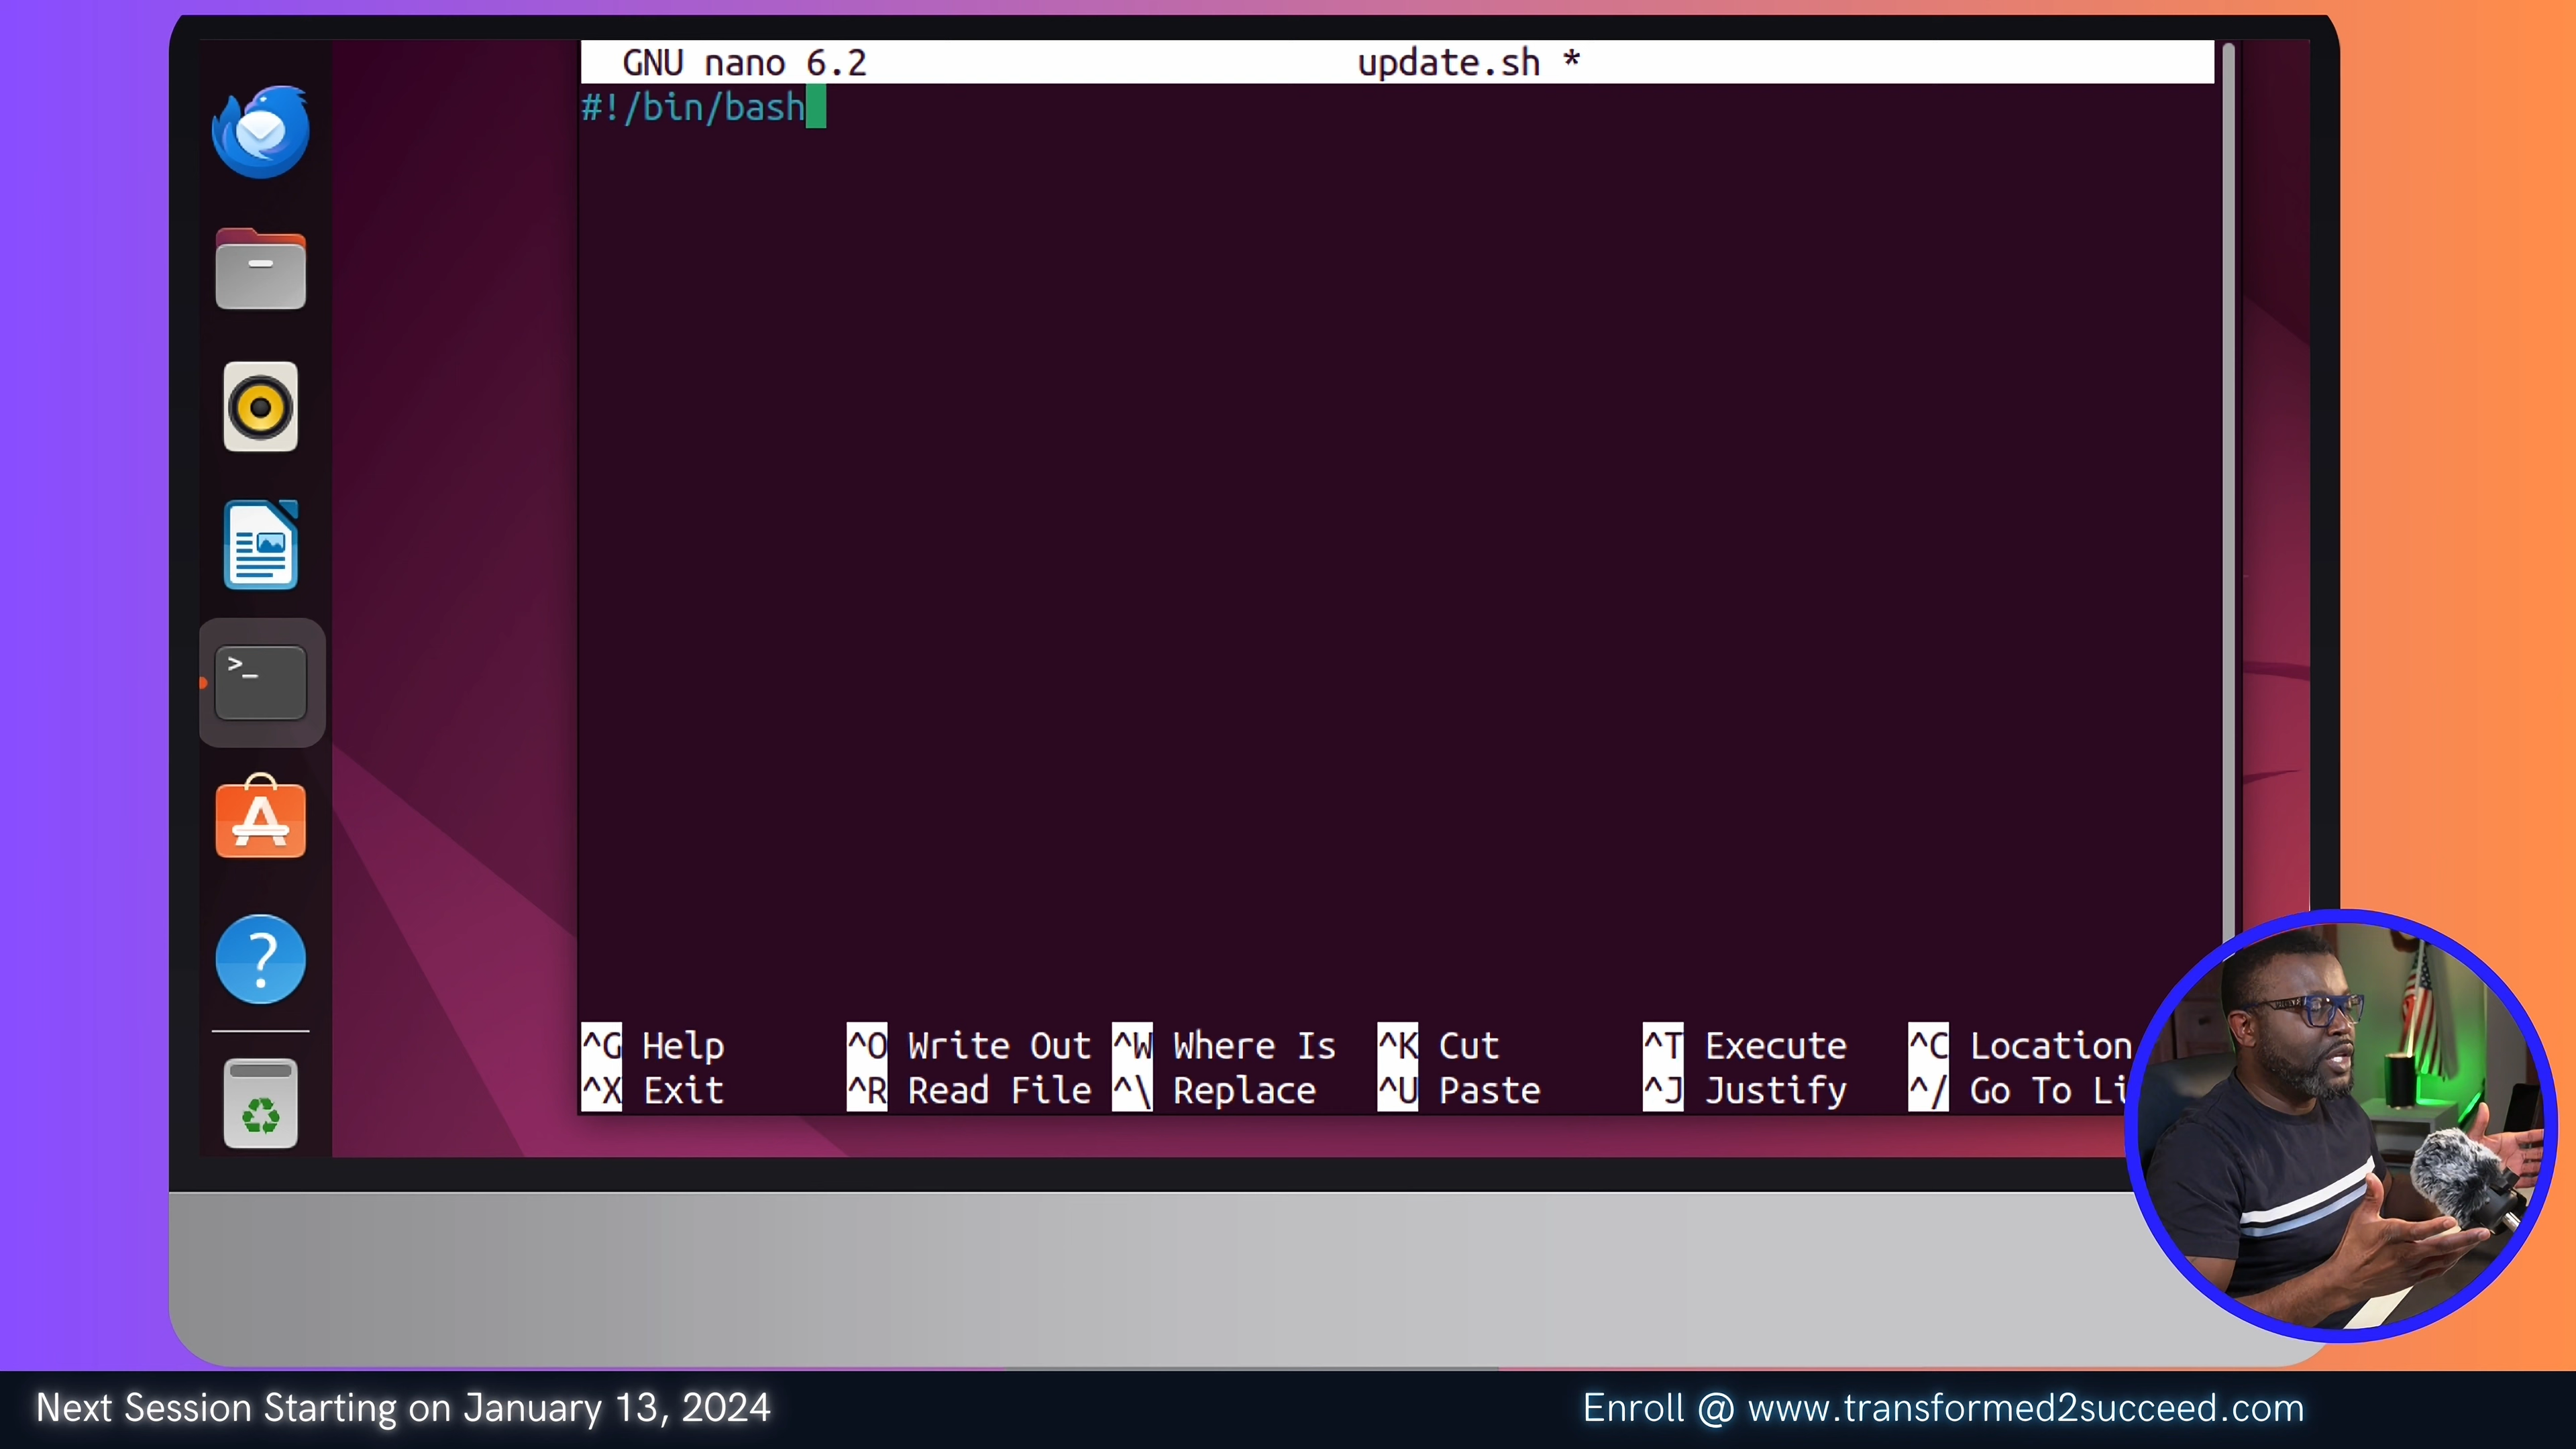 GNU nano 6.2 update.sh *
#!/bin/bash
>_
^G Help ^O Write Out ^W Where Is ^K Cut ^T Execute ^C Location
^X Exit ^R Read File ^\ Replace ^U Paste ^J Justify ^/ Go To Li
Next Session Starting on January 13, 2024
Enroll @ www.transformed2succeed.com